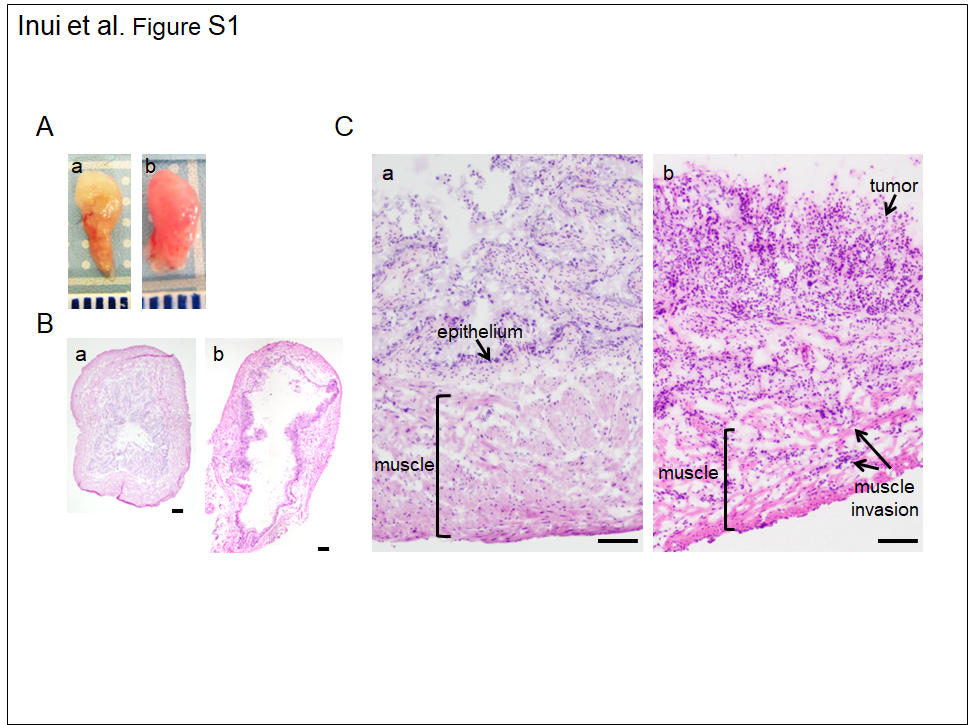 Inui et al. Figure S1
A
a
b
B
a
b
C
a
epithelium
muscle
b
tumor
muscle
muscle
invasion